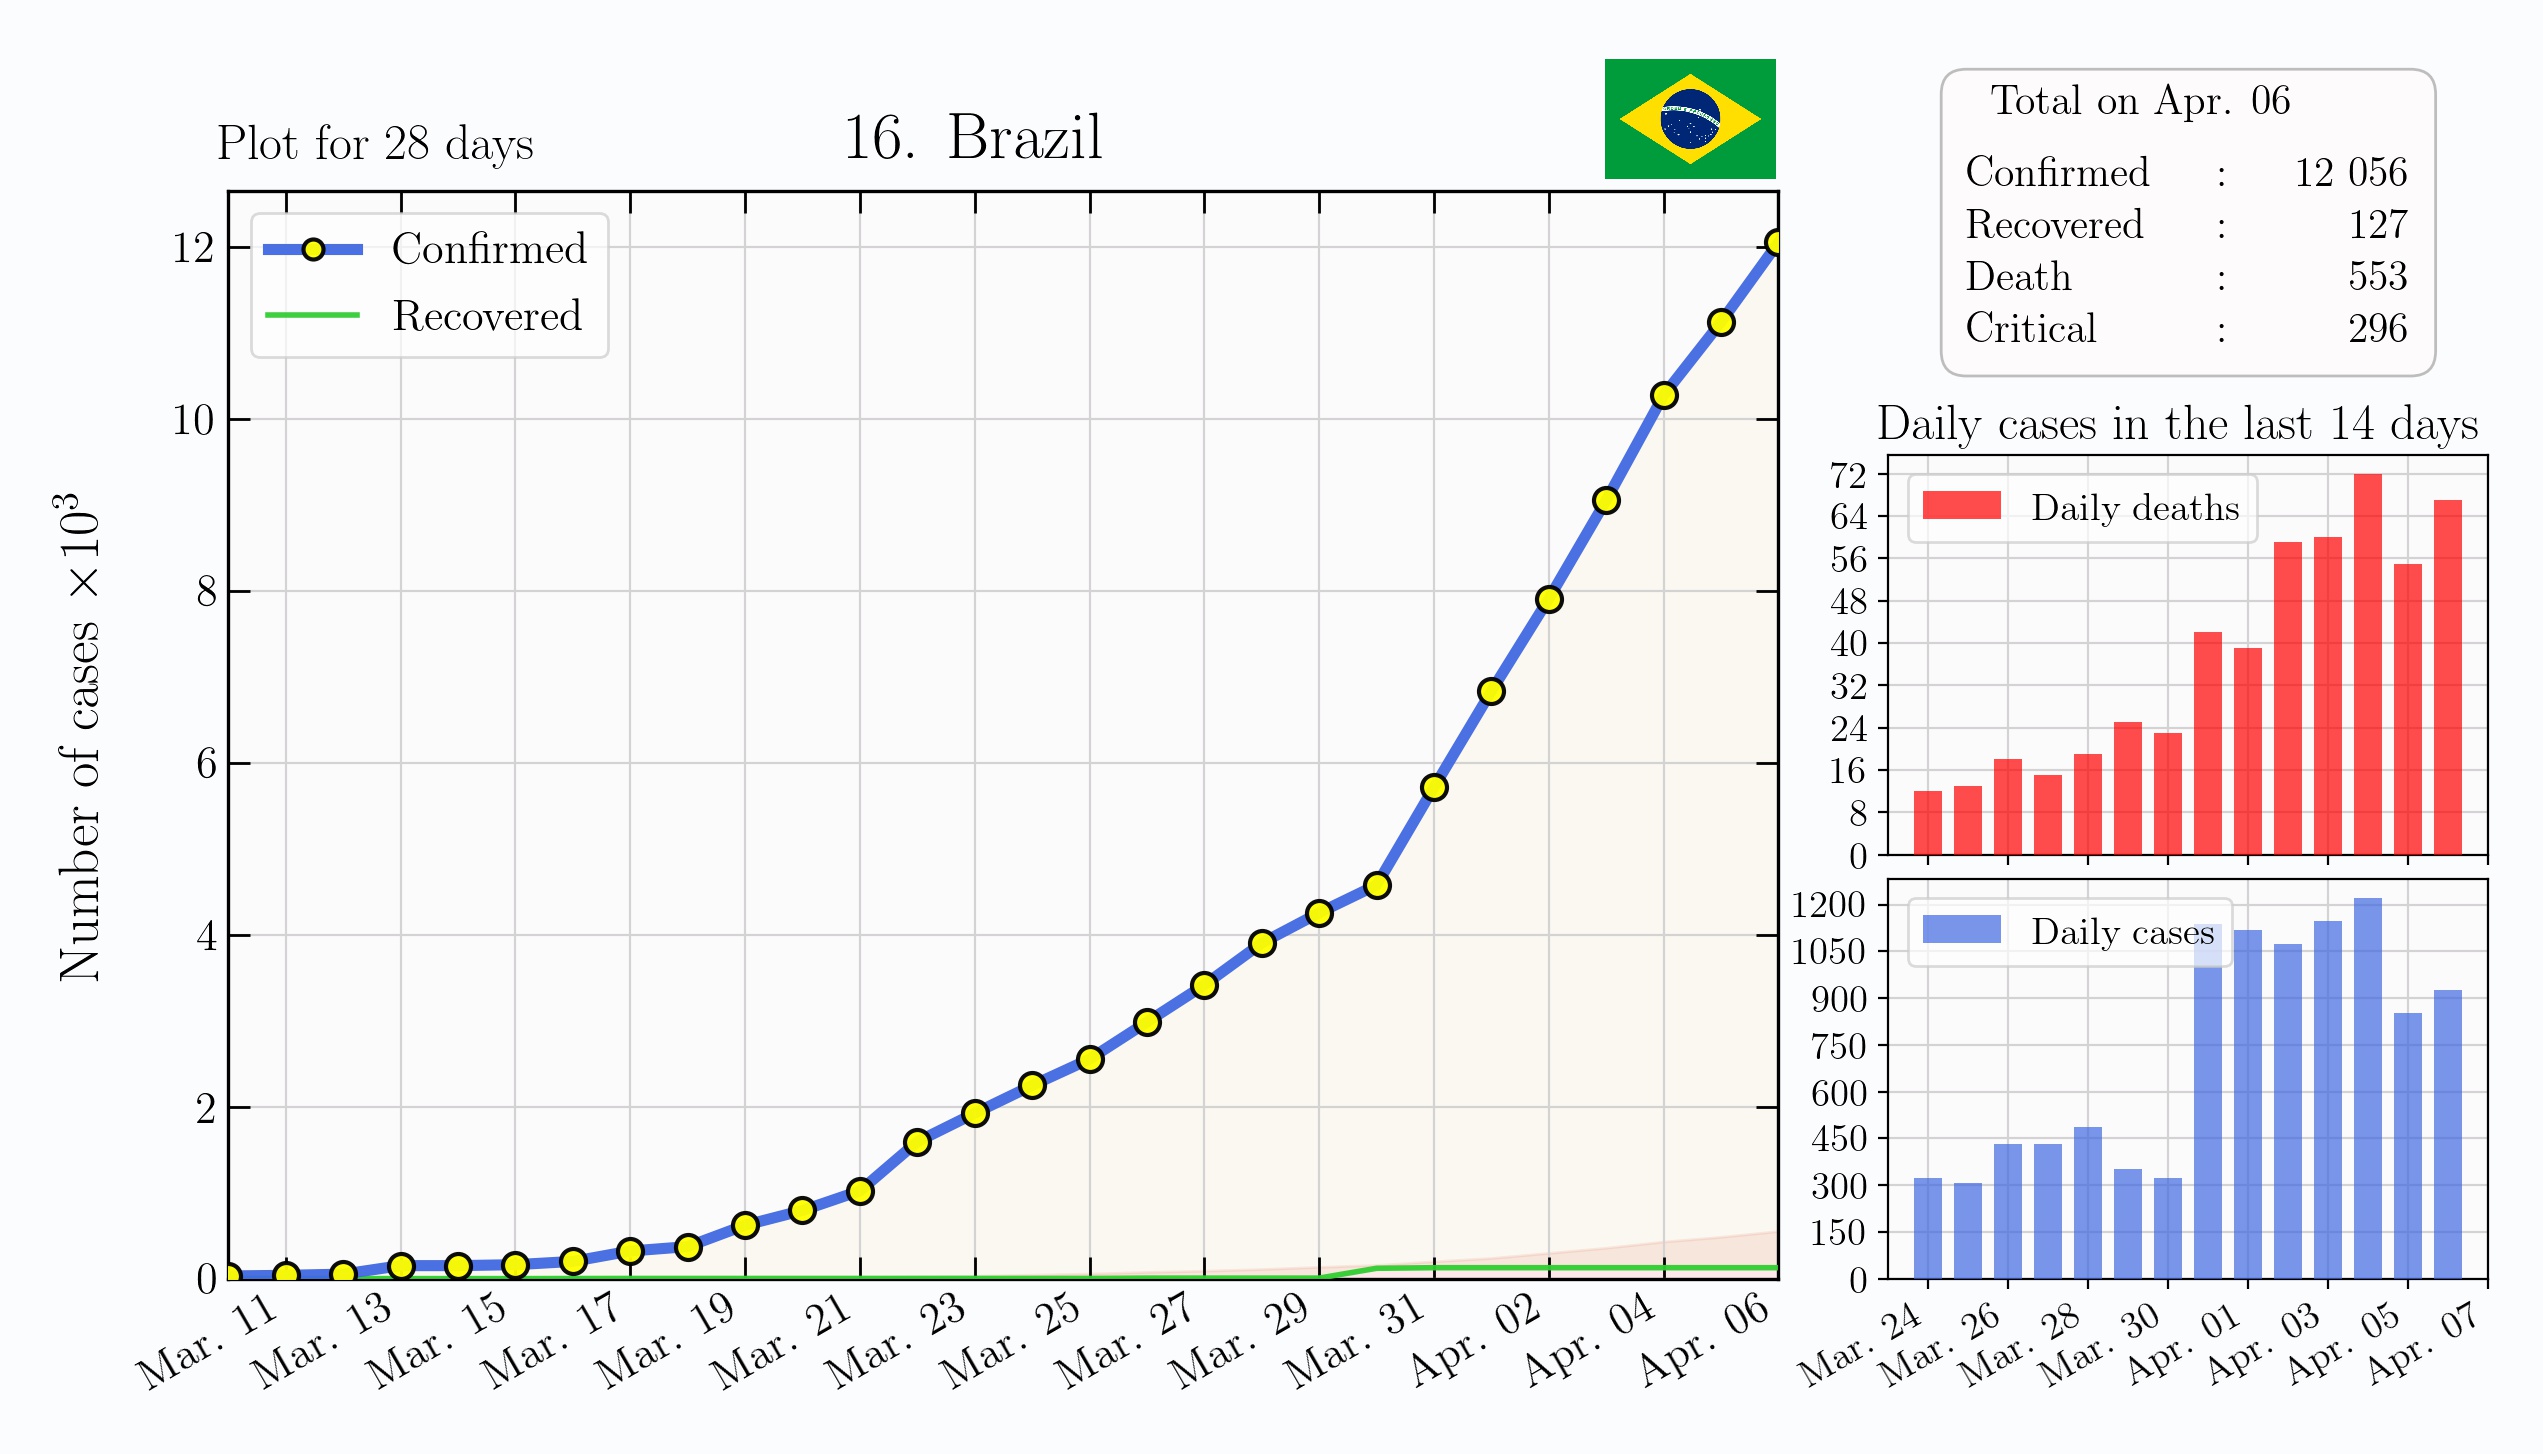 Plot for 28 days
16. Brazil
Number of cases ×10³
12
10
8
6
4
2
0
Confirmed
Recovered
Mar. 11
Mar. 13
Mar. 15
Mar. 17
Mar. 19
Mar. 21
Mar. 23
Mar. 25
Mar. 27
Mar. 29
Mar. 31
Apr. 02
Apr. 04
Apr. 06
Total on Apr. 06
Confirmed : 12 056
Recovered : 127
Death : 553
Critical : 296
Daily cases in the last 14 days
72
64
56
48
40
32
24
16
8
0
Daily deaths
1200
1050
900
750
600
450
300
150
0
Daily cases
Mar. 24
Mar. 26
Mar. 28
Mar. 30
Apr. 01
Apr. 03
Apr. 05
Apr. 07